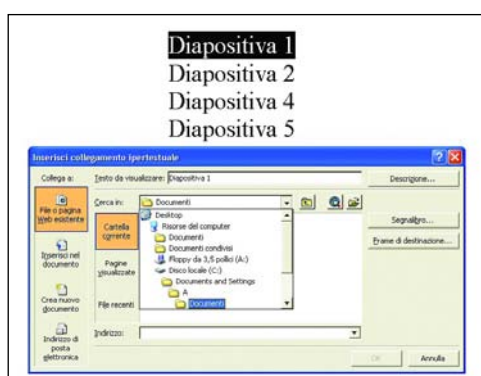 Diapositiva 1
Diapositiva 2
Diapositiva 4
Diapositiva 5
Inserisci collegamento ipertestuale
Collega a:
Testo da visualizzare: Diapositiva 1
Descrizione...
File o pagina
Web esistente
Cerca in:
Documenti
Cartella
corrente
Desktop
Risorse del computer
Documenti
Documenti condivisi
Floppy da 3,5 pollici (A:)
Disco locale (C:)
Documents and Settings
A
Documenti
Segnalibro...
Frame di destinazione...
Inserisci nel
documento
Pagine
visualizzate
Crea nuovo
documento
File recenti
Indirizzo di
posta
elettronica
Indirizzo:
OK
Annulla